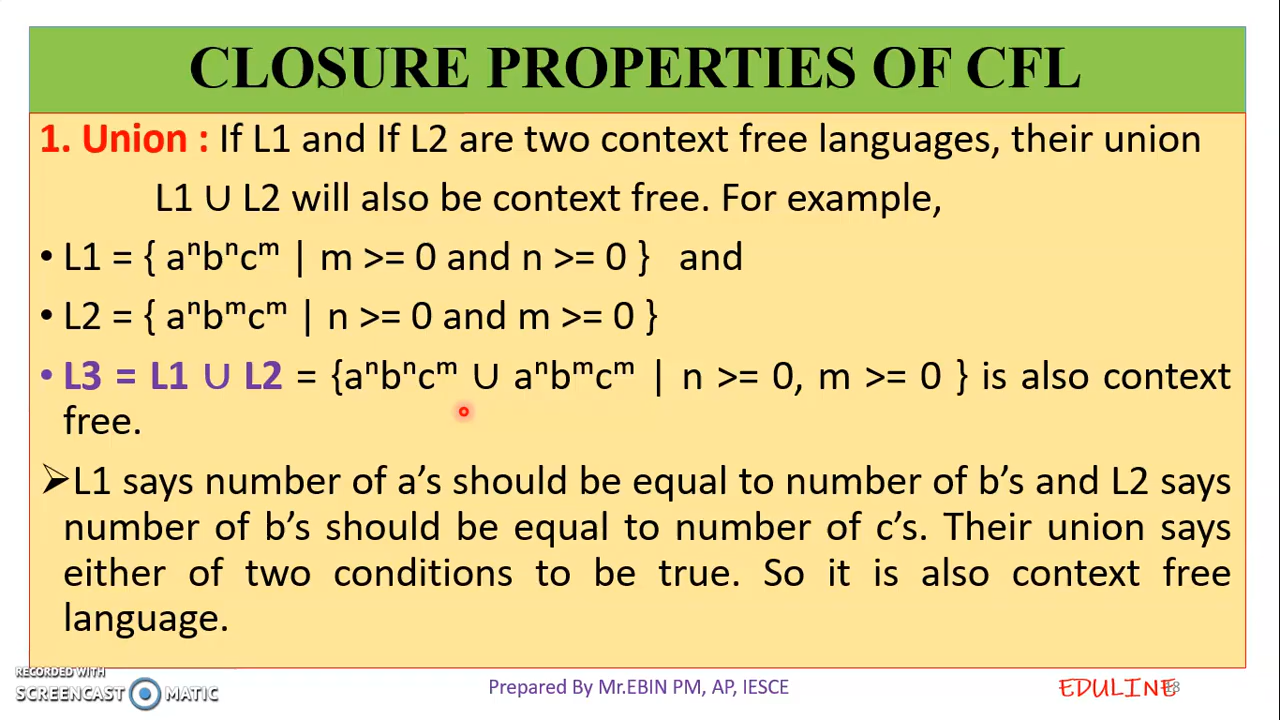 CLOSURE PROPERTIES OF CFL
1. Union : If L1 and If L2 are two context free languages, their union
L1 ∪ L2 will also be context free. For example,
• L1 = { aⁿbⁿcᵐ | m >= 0 and n >= 0 } and
• L2 = { aⁿbᵐcᵐ | n >= 0 and m >= 0 }
• L3 = L1 ∪ L2 = {aⁿbⁿcᵐ ∪ aⁿbᵐcᵐ | n >= 0, m >= 0 } is also context
free.
➢L1 says number of a’s should be equal to number of b’s and L2 says
number of b’s should be equal to number of c’s. Their union says
either of two conditions to be true. So it is also context free
language.
RECORDED WITH
SCREENCAST MATIC
Prepared By Mr.EBIN PM, AP, IESCE
EDULINE